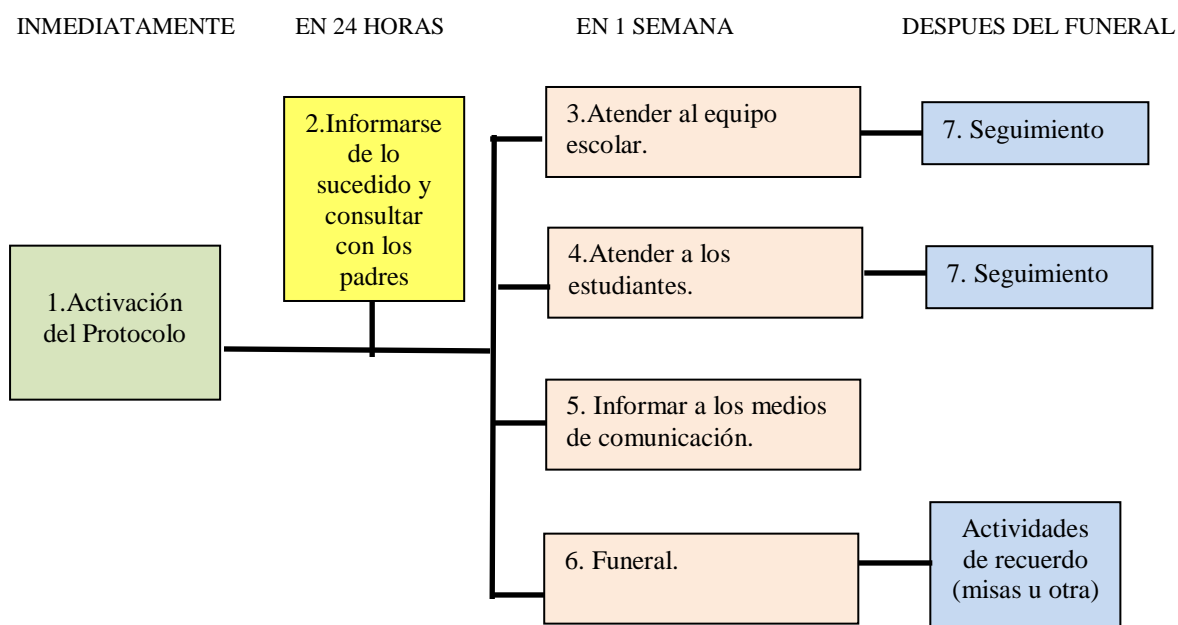 INMEDIATAMENTE EN 24 HORAS EN 1 SEMANA DESPUES DEL FUNERAL
1.Activación
del Protocolo
2.Informarse
de lo
sucedido y
consultar
con los
padres
3.Atender al equipo
escolar.
7. Seguimiento
4.Atender a los
estudiantes.
7. Seguimiento
5. Informar a los medios
de comunicación.
6. Funeral.
Actividades
de recuerdo
(misas u otra)